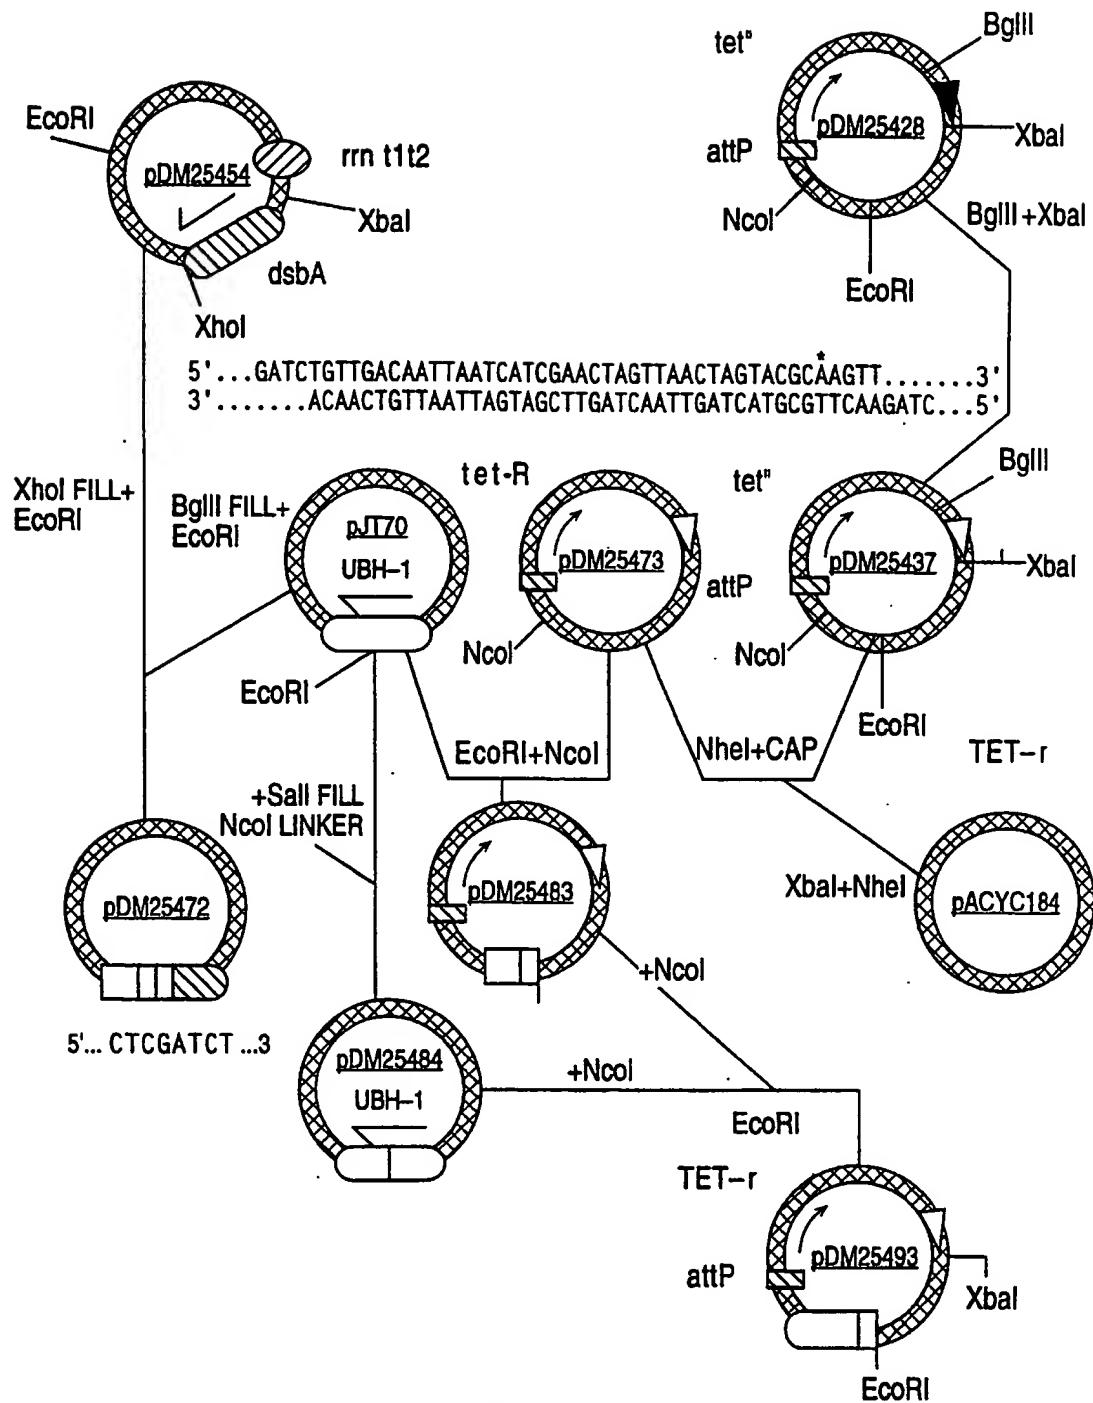 tetᴿ
BglII
EcoRI
rrn t1t2
pDM25454
pDM25428
XbaI
attP
XbaI
NcoI
BglII+XbaI
dsbA
EcoRI
XhoI
*
5'...GATCTGTTGACAATTAATCATCGAACTAGTTAACTAGTACGCAAGTT.......3'
3'.......ACAACTGTTAATTAGTAGCTTGATCAATTGATCATGCGTTCAAGATC...5'
XhoI FILL+
EcoRI
BglII FILL+
EcoRI
tet-R
tetᴿ
BglII
pJT70
UBH-1
pDM25473
attP
pDM25437
XbaI
NcoI
NcoI
EcoRI
EcoRI
EcoRI+NcoI
NheI+CAP
TET-r
+SalI FILL
NcoI LINKER
pDM25472
pDM25483
XbaI+NheI
pACYC184
+NcoI
5'... CTCGATCT ...3
pDM25484
UBH-1
+NcoI
EcoRI
TET-r
attP
pDM25493
XbaI
EcoRI